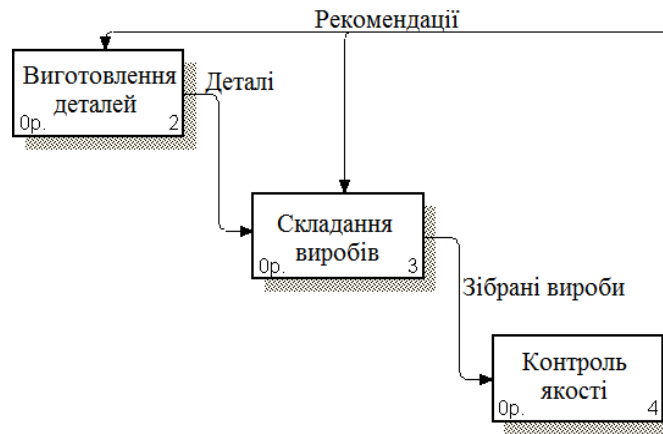 Рекомендації
Виготовлення
деталей
0р.
2
Деталі
Складання
виробів
0р.
3
Зібрані вироби
Контроль
якості
0р.
4